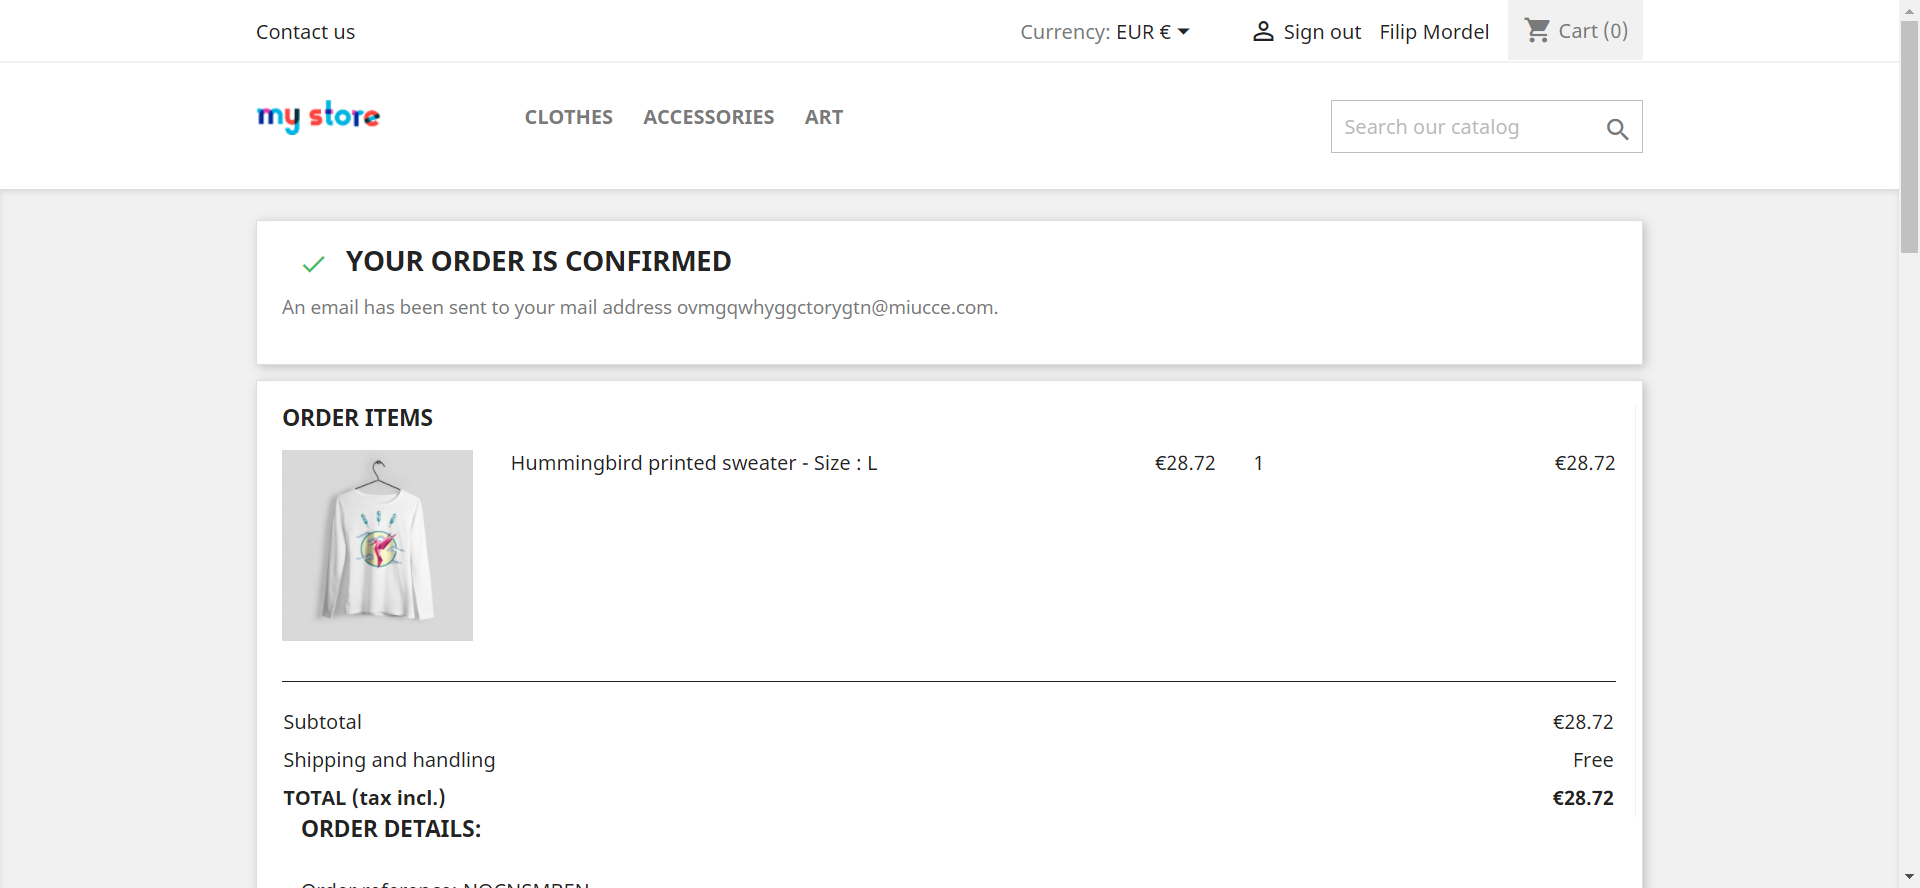 Contact us
Currency: EUR €
Sign out
Filip Mordel
Cart (0)
my store
CLOTHES
ACCESSORIES
ART
Search our catalog
YOUR ORDER IS CONFIRMED
An email has been sent to your mail address ovmgqwhyggctorygtn@miucce.com.
ORDER ITEMS
Hummingbird printed sweater - Size : L €28.72 1 €28.72
Subtotal €28.72
Shipping and handling Free
TOTAL (tax incl.) €28.72
ORDER DETAILS:
Order reference: NOCNSMBEN